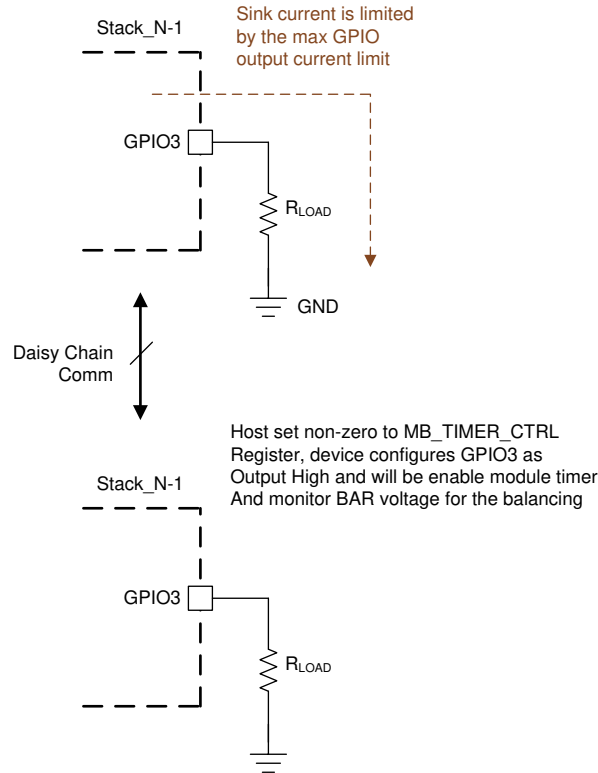 Stack_N-1
Sink current is limited
by the max GPIO
output current limit
GPIO3
RLOAD
GND
Daisy Chain
Comm
Host set non-zero to MB_TIMER_CTRL
Register, device configures GPIO3 as
Output High and will be enable module timer
And monitor BAR voltage for the balancing
Stack_N-1
GPIO3
RLOAD